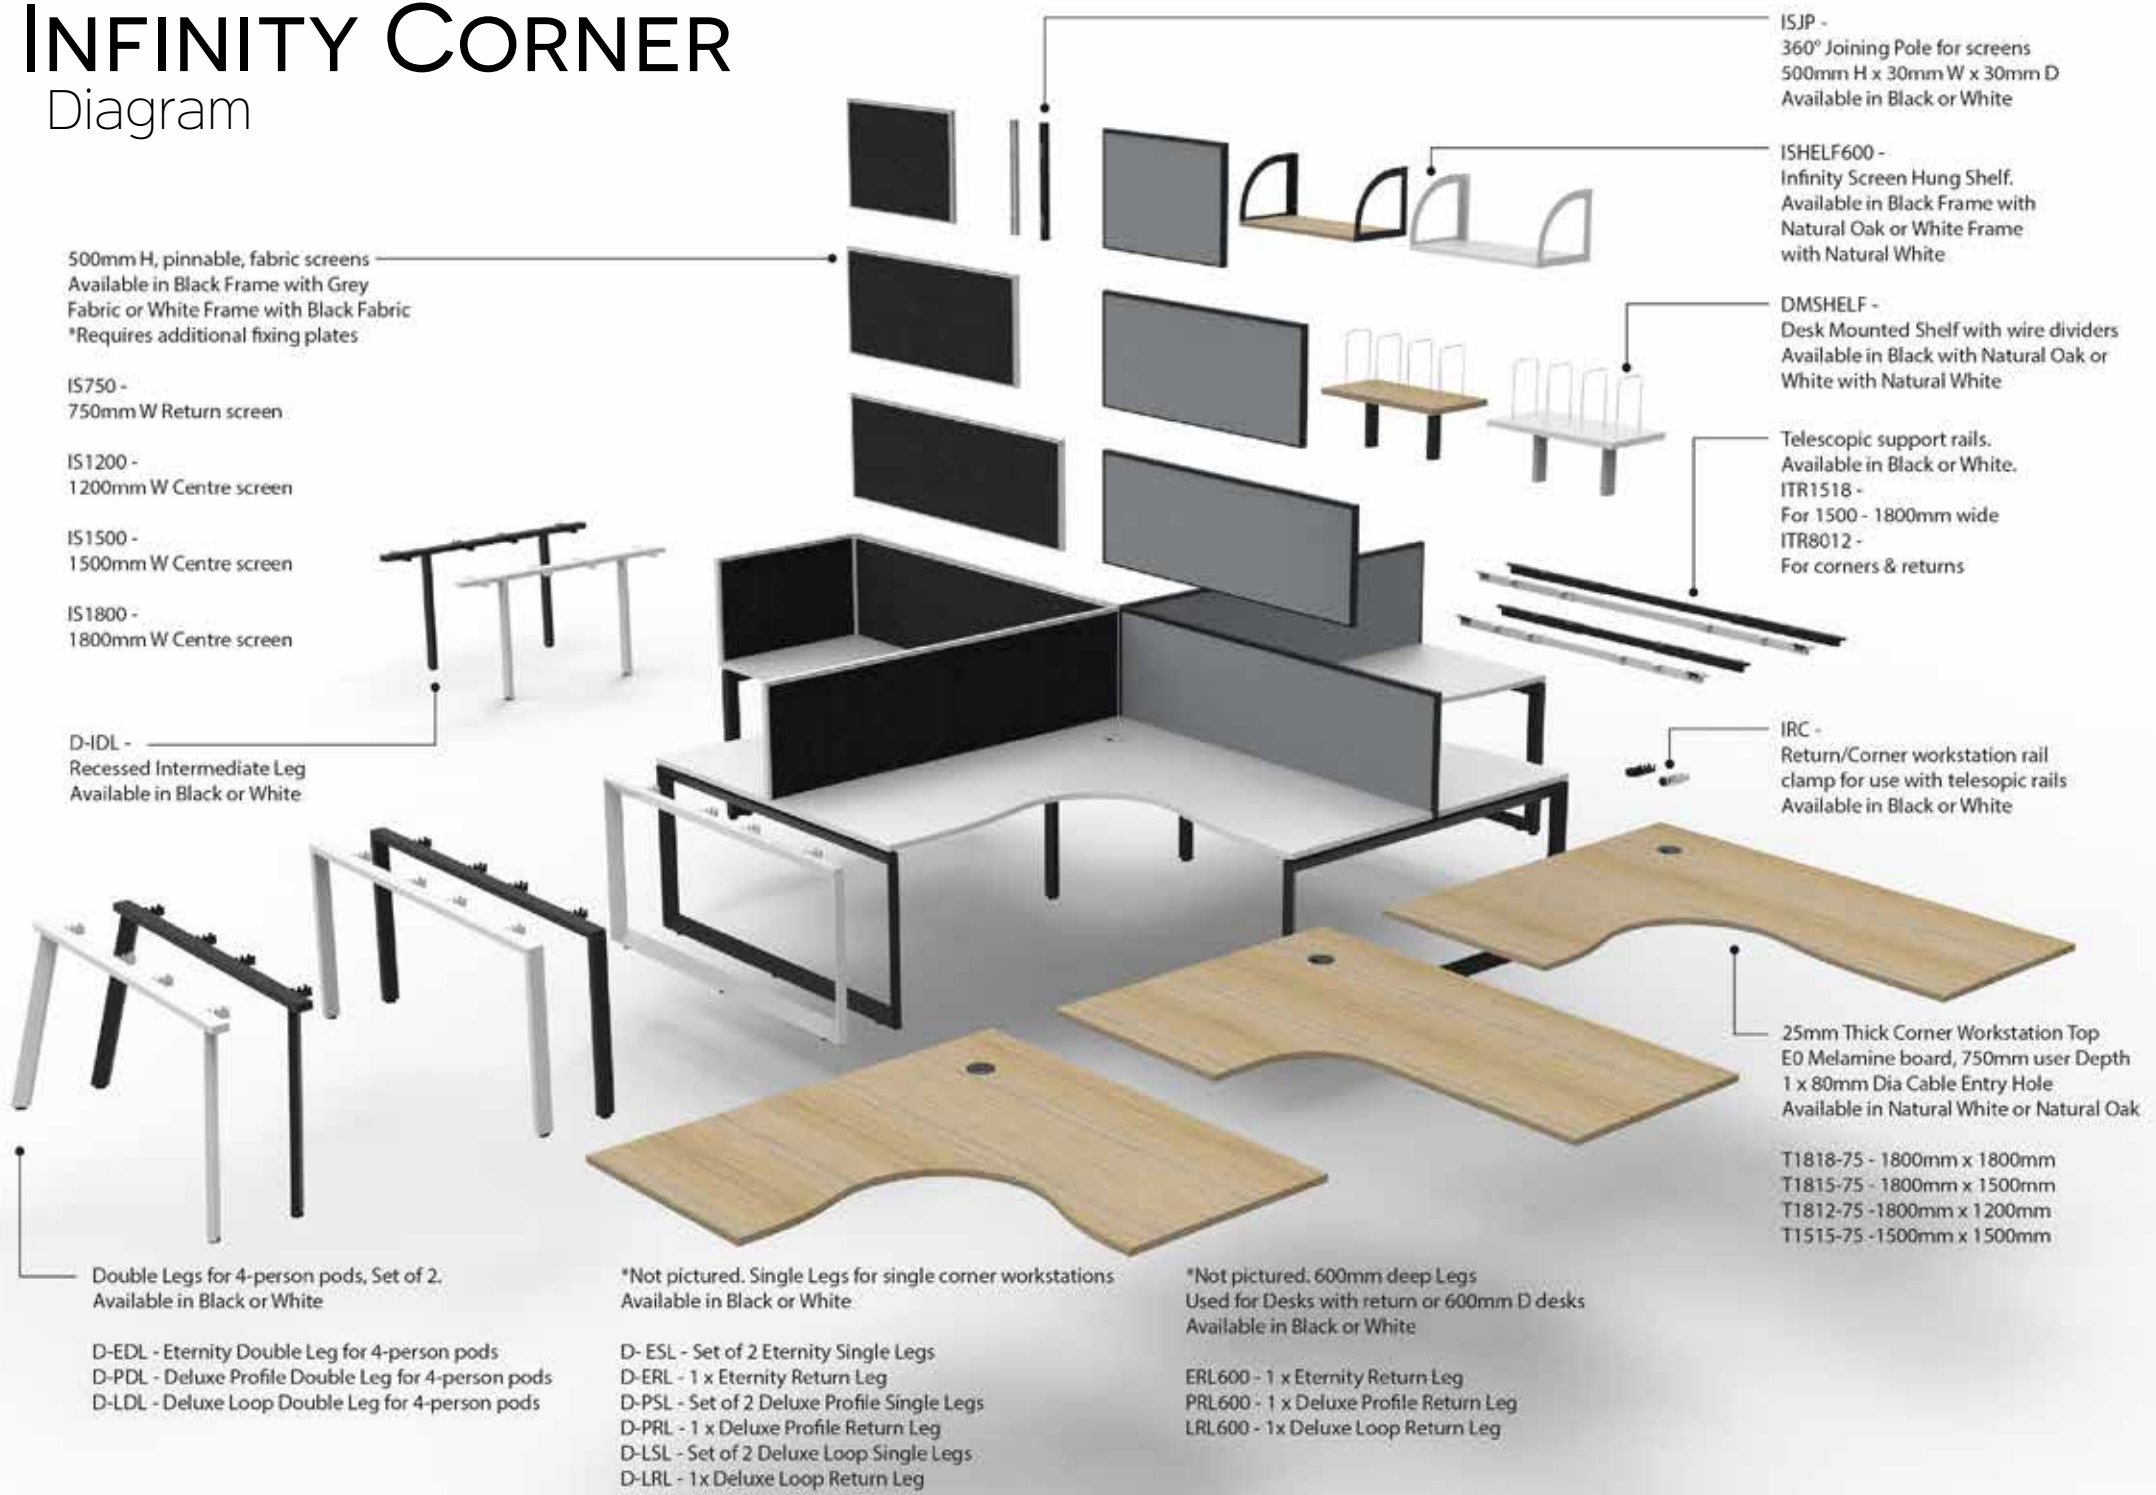 INFINITY CORNER
Diagram
ISJP -
360° Joining Pole for screens
500mm H x 30mm W x 30mm D
Available in Black or White
ISHELF600 -
Infinity Screen Hung Shelf.
Available in Black Frame with
Natural Oak or White Frame
with Natural White
500mm H, pinnable, fabric screens
Available in Black Frame with Grey
Fabric or White Frame with Black Fabric
*Requires additional fixing plates
IS750 -
750mm W Return screen
IS1200 -
1200mm W Centre screen
IS1500 -
1500mm W Centre screen
IS1800 -
1800mm W Centre screen
DMSHELF -
Desk Mounted Shelf with wire dividers
Available in Black with Natural Oak or
White with Natural White
Telescopic support rails.
Available in Black or White.
ITR1518 -
For 1500 - 1800mm wide
ITR8012 -
For corners & returns
D-IDL -
Recessed Intermediate Leg
Available in Black or White
IRC -
Return/Corner workstation rail
clamp for use with telesopic rails
Available in Black or White
25mm Thick Corner Workstation Top
E0 Melamine board, 750mm user Depth
1 x 80mm Dia Cable Entry Hole
Available in Natural White or Natural Oak
T1818-75 - 1800mm x 1800mm
T1815-75 - 1800mm x 1500mm
T1812-75 -1800mm x 1200mm
T1515-75 -1500mm x 1500mm
Double Legs for 4-person pods, Set of 2.
Available in Black or White
D-EDL - Eternity Double Leg for 4-person pods
D-PDL - Deluxe Profile Double Leg for 4-person pods
D-LDL - Deluxe Loop Double Leg for 4-person pods
*Not pictured. Single Legs for single corner workstations
Available in Black or White
D- ESL - Set of 2 Eternity Single Legs
D-ERL - 1 x Eternity Return Leg
D-PSL - Set of 2 Deluxe Profile Single Legs
D-PRL - 1 x Deluxe Profile Return Leg
D-LSL - Set of 2 Deluxe Loop Single Legs
D-LRL - 1x Deluxe Loop Return Leg
*Not pictured. 600mm deep Legs
Used for Desks with return or 600mm D desks
Available in Black or White
ERL600 - 1 x Eternity Return Leg
PRL600 - 1 x Deluxe Profile Return Leg
LRL600 - 1x Deluxe Loop Return Leg